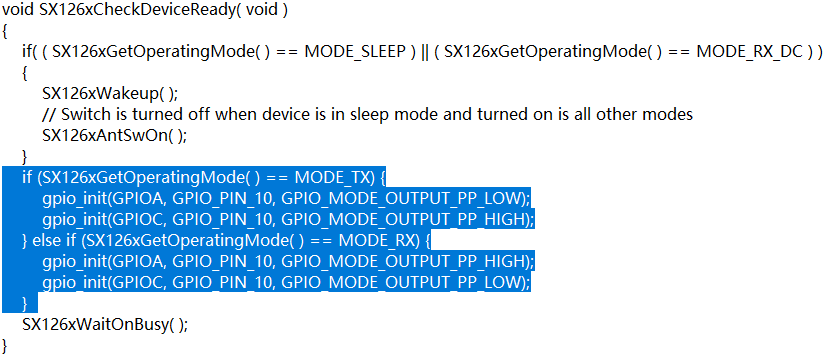 void SX126xCheckDeviceReady( void )
{
if( ( SX126xGetOperatingMode( ) == MODE_SLEEP ) || ( SX126xGetOperatingMode( ) == MODE_RX_DC ) )
{
SX126xWakeup( );
// Switch is turned off when device is in sleep mode and turned on is all other modes
SX126xAntSwOn( );
}
if (SX126xGetOperatingMode( ) == MODE_TX) {
gpio_init(GPIOA, GPIO_PIN_10, GPIO_MODE_OUTPUT_PP_LOW);
gpio_init(GPIOC, GPIO_PIN_10, GPIO_MODE_OUTPUT_PP_HIGH);
} else if (SX126xGetOperatingMode( ) == MODE_RX) {
gpio_init(GPIOA, GPIO_PIN_10, GPIO_MODE_OUTPUT_PP_HIGH);
gpio_init(GPIOC, GPIO_PIN_10, GPIO_MODE_OUTPUT_PP_LOW);
}
SX126xWaitOnBusy( );
}